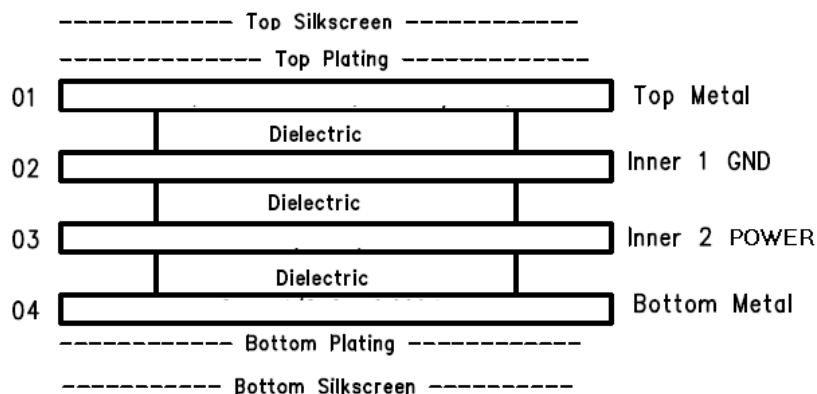 Top Silkscreen
Top Plating
01 Top Metal
Dielectric
02 Inner 1 GND
Dielectric
03 Inner 2 POWER
Dielectric
04 Bottom Metal
Bottom Plating
Bottom Silkscreen